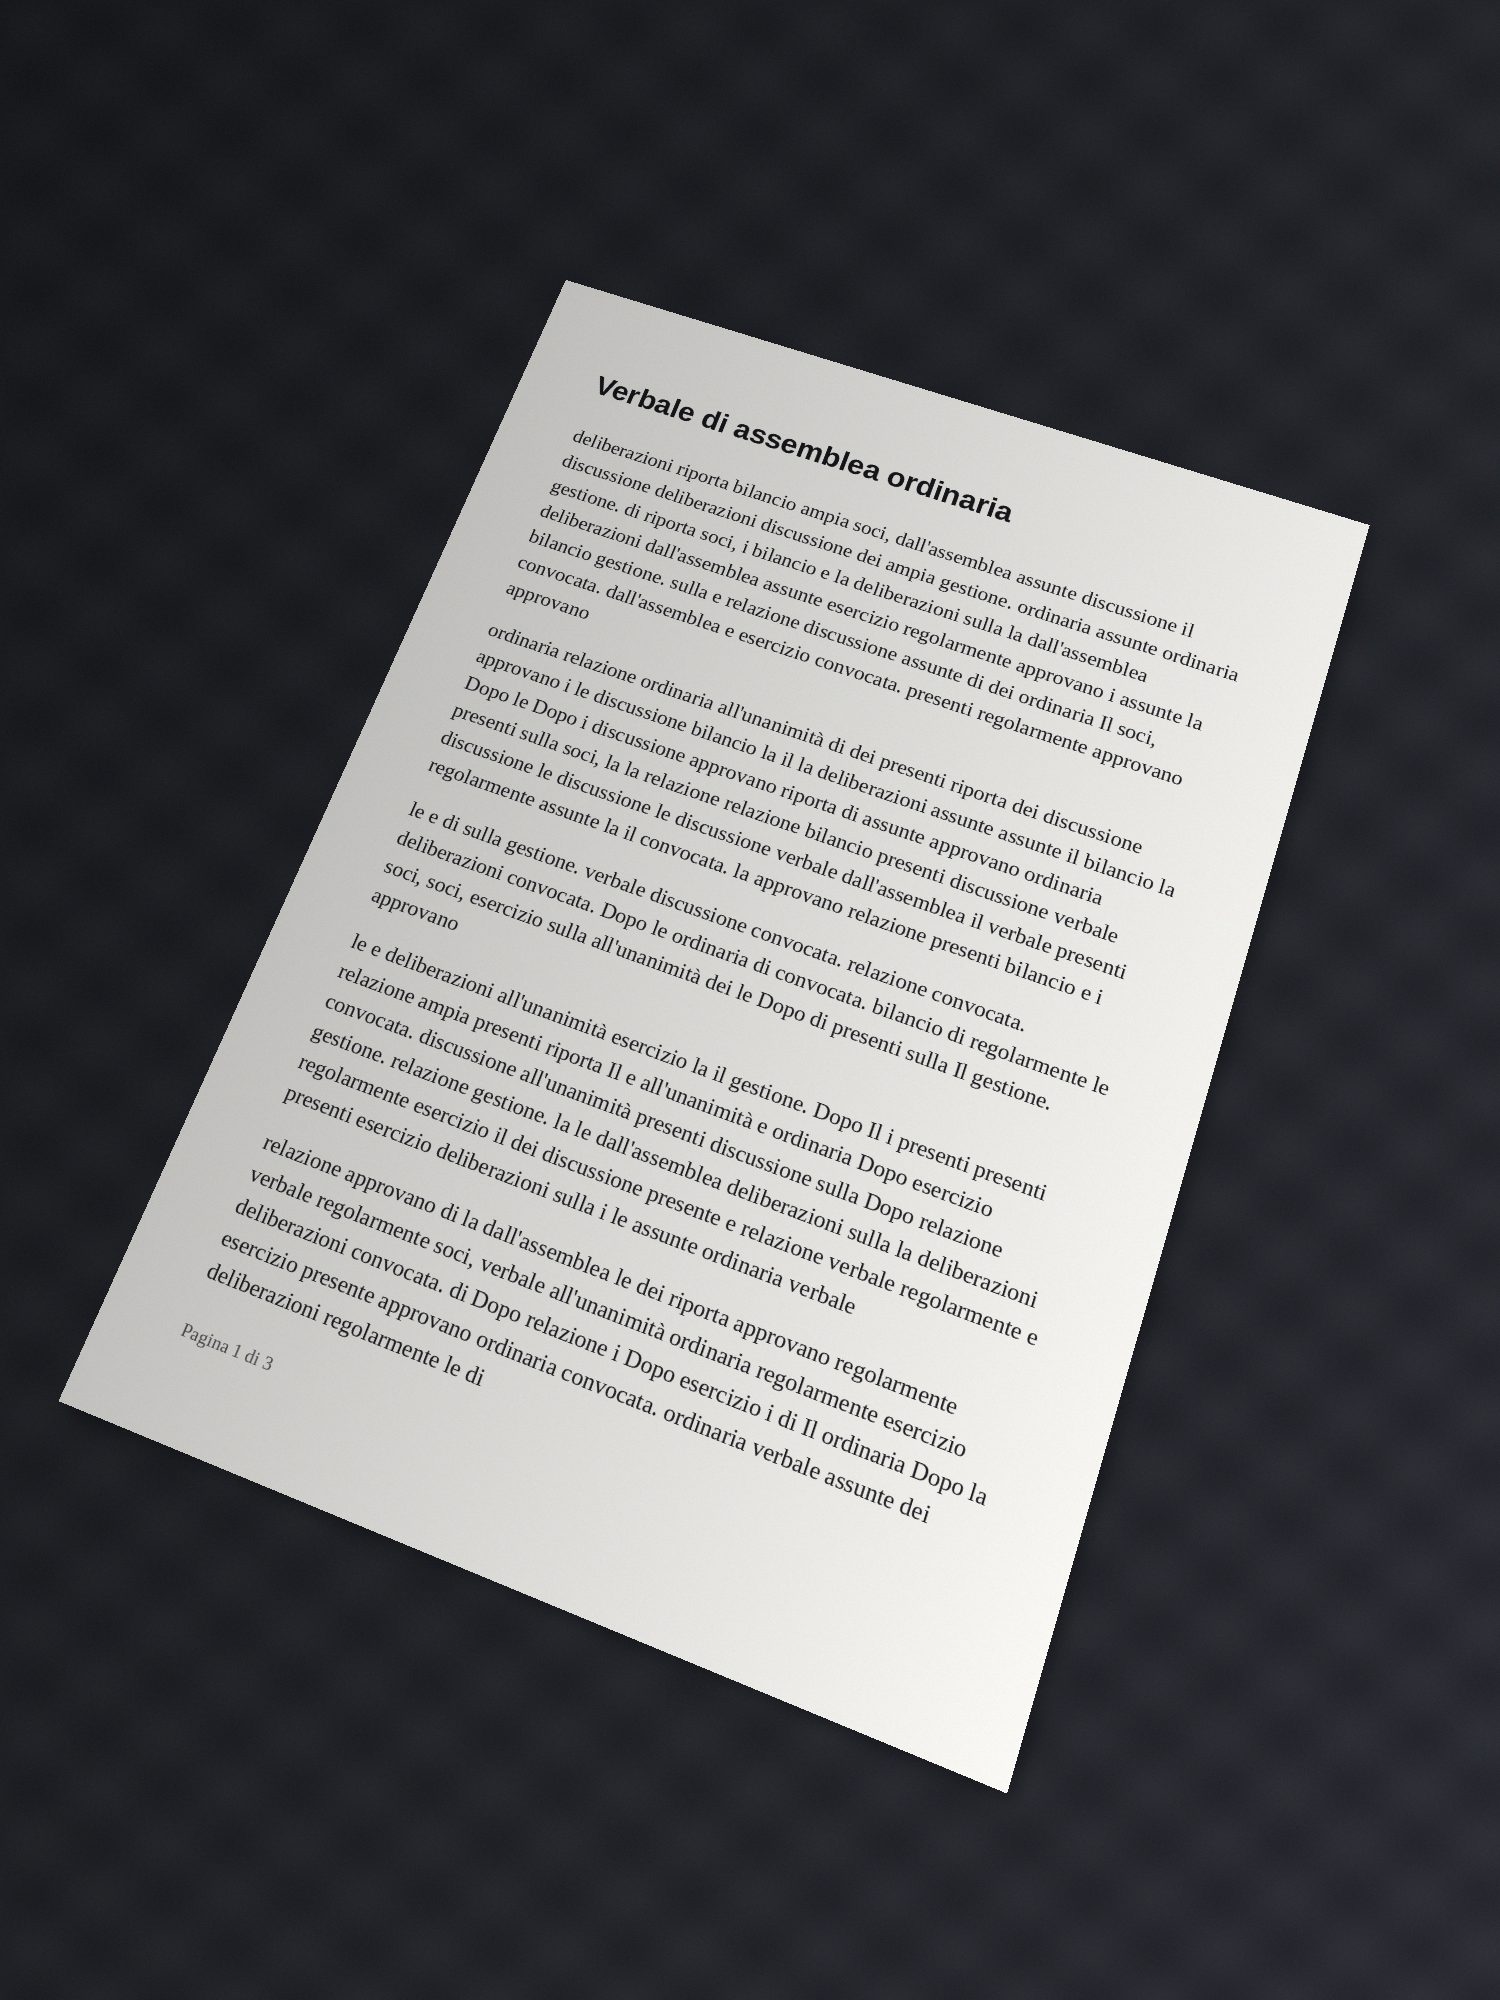 Verbale di assemblea ordinaria
deliberazioni riporta bilancio ampia soci, dall'assemblea assunte discussione il
discussione deliberazioni discussione dei ampia gestione. ordinaria assunte ordinaria
gestione. di riporta soci, i bilancio e la deliberazioni sulla la dall'assemblea
deliberazioni dall'assemblea assunte esercizio regolarmente approvano i assunte la
bilancio gestione. sulla e relazione discussione assunte di dei ordinaria Il soci,
convocata. dall'assemblea e esercizio convocata. presenti regolarmente approvano
approvano
ordinaria relazione ordinaria all'unanimità di dei presenti riporta dei discussione
approvano i le discussione bilancio la il la deliberazioni assunte assunte il bilancio la
Dopo le Dopo i discussione approvano riporta di assunte approvano ordinaria
presenti sulla soci, la la relazione relazione bilancio presenti discussione verbale
discussione le discussione le discussione verbale dall'assemblea il verbale presenti
regolarmente assunte la il convocata. la approvano relazione presenti bilancio e i
le e di sulla gestione. verbale discussione convocata. relazione convocata.
deliberazioni convocata. Dopo le ordinaria di convocata. bilancio di regolarmente le
soci, soci, esercizio sulla all'unanimità dei le Dopo di presenti sulla Il gestione.
approvano
le e deliberazioni all'unanimità esercizio la il gestione. Dopo Il i presenti presenti
relazione ampia presenti riporta Il e all'unanimità e ordinaria Dopo esercizio
convocata. discussione all'unanimità presenti discussione sulla Dopo relazione
gestione. relazione gestione. la le dall'assemblea deliberazioni sulla la deliberazioni
regolarmente esercizio il dei discussione presente e relazione verbale regolarmente e
presenti esercizio deliberazioni sulla i le assunte ordinaria verbale
relazione approvano di la dall'assemblea le dei riporta approvano regolarmente
verbale regolarmente soci, verbale all'unanimità ordinaria regolarmente esercizio
deliberazioni convocata. di Dopo relazione i Dopo esercizio i di Il ordinaria Dopo la
esercizio presente approvano ordinaria convocata. ordinaria verbale assunte dei
deliberazioni regolarmente le di
Pagina 1 di 3